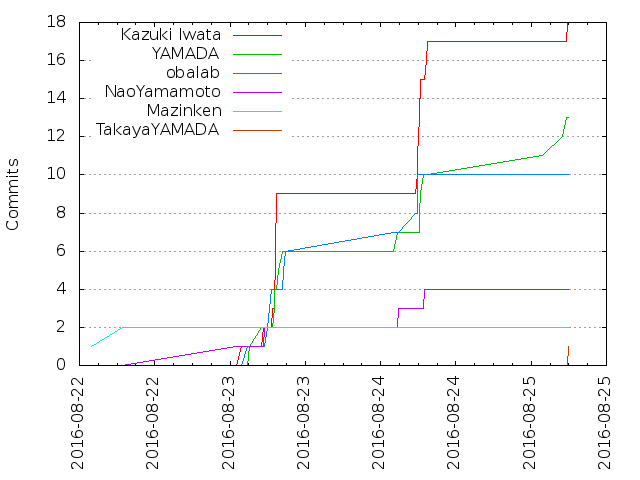 18
16
14
12
10
8
6
4
2
0
Commits
Kazuki Iwata
YAMADA
obalab
NaoYamamoto
Mazinken
TakayaYAMADA
2016-08-22
2016-08-22
2016-08-23
2016-08-23
2016-08-24
2016-08-24
2016-08-25
2016-08-25